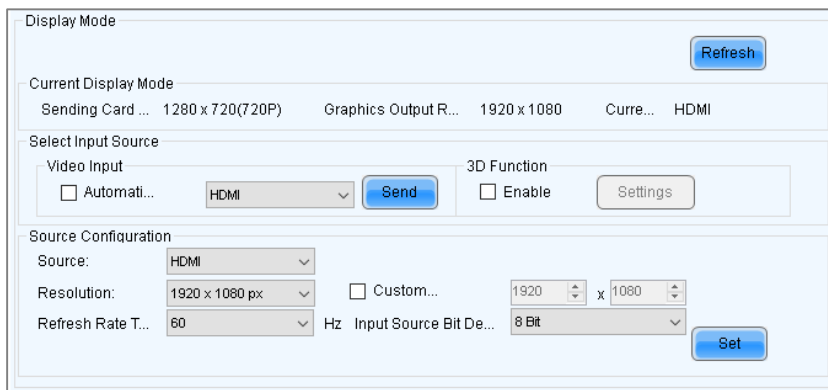 Display Mode
Refresh
Current Display Mode
Sending Card ... 1280 x 720(720P) Graphics Output R... 1920 x 1080 Curre... HDMI
Select Input Source
Video Input 3D Function
Automati... HDMI Send Enable Settings
Source Configuration
Source: HDMI
Resolution: 1920 x 1080 px Custom... 1920 x 1080
Refresh Rate T... 60 Hz Input Source Bit De... 8 Bit
Set